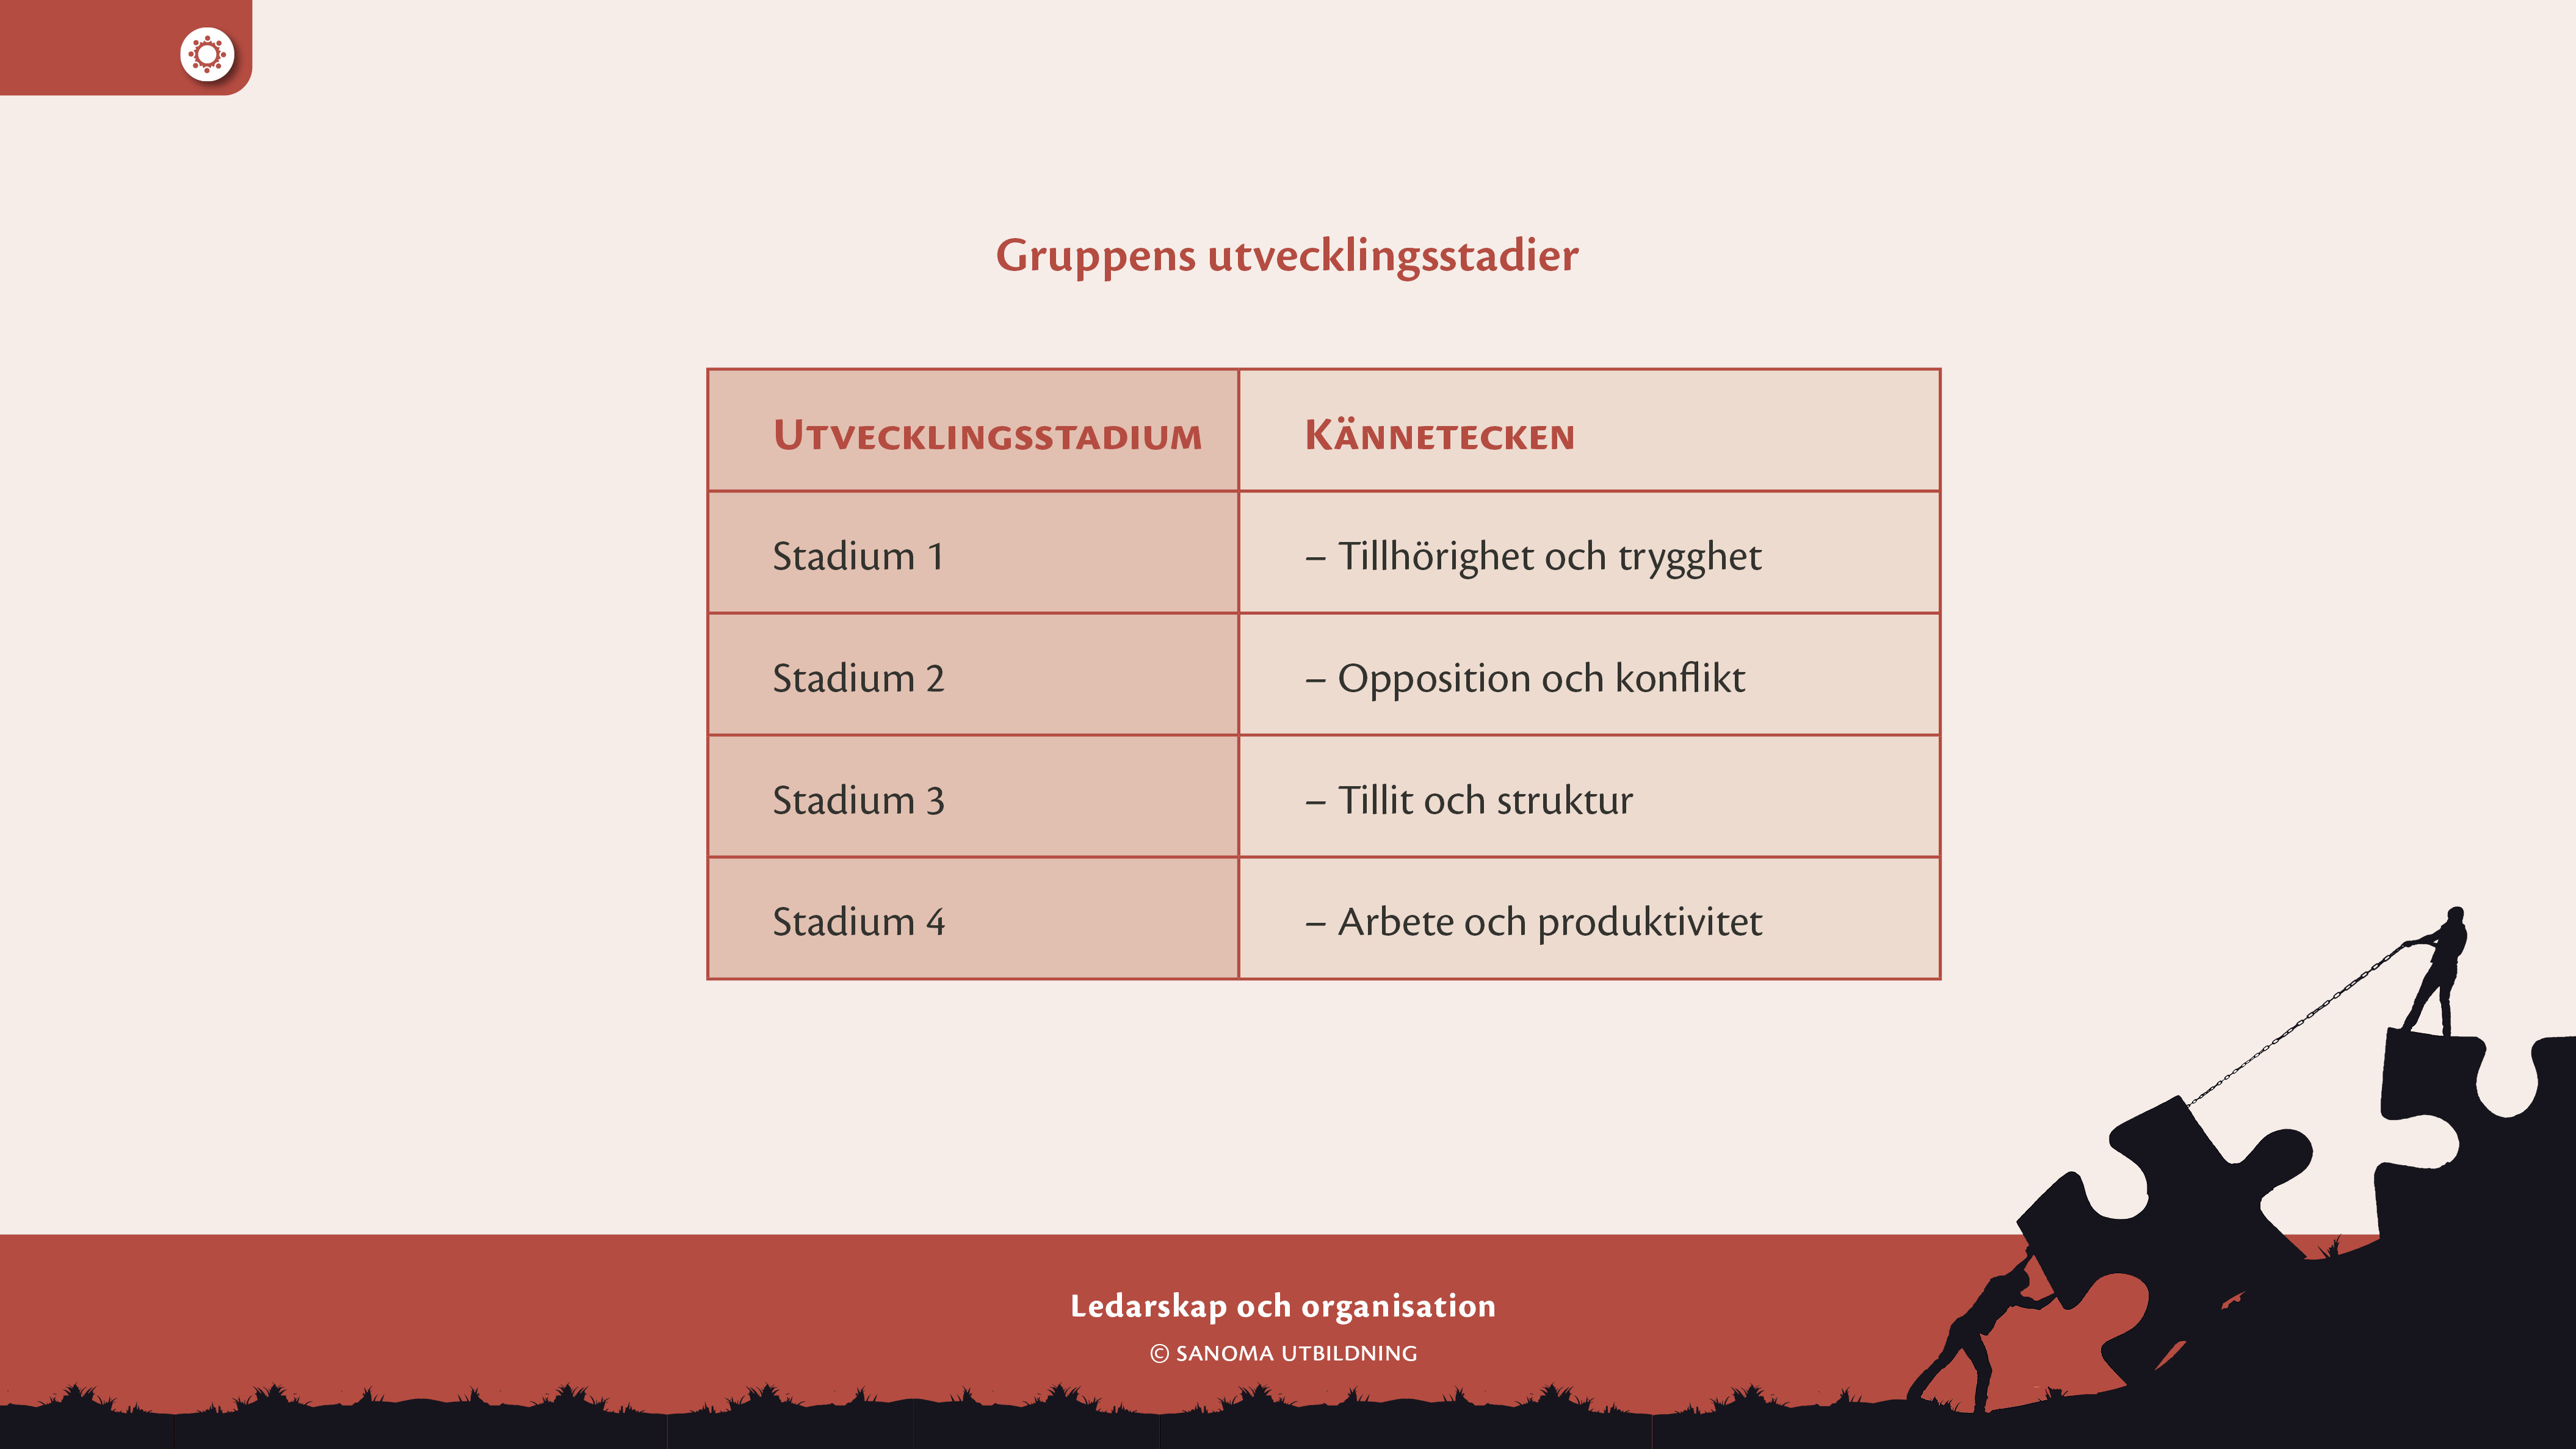 Gruppens utvecklingsstadier
UTVECKLINGSSTADIUM KÄNNETECKEN
Stadium 1 – Tillhörighet och trygghet
Stadium 2 – Opposition och konflikt
Stadium 3 – Tillit och struktur
Stadium 4 – Arbete och produktivitet
Ledarskap och organisation
© SANOMA UTBILDNING